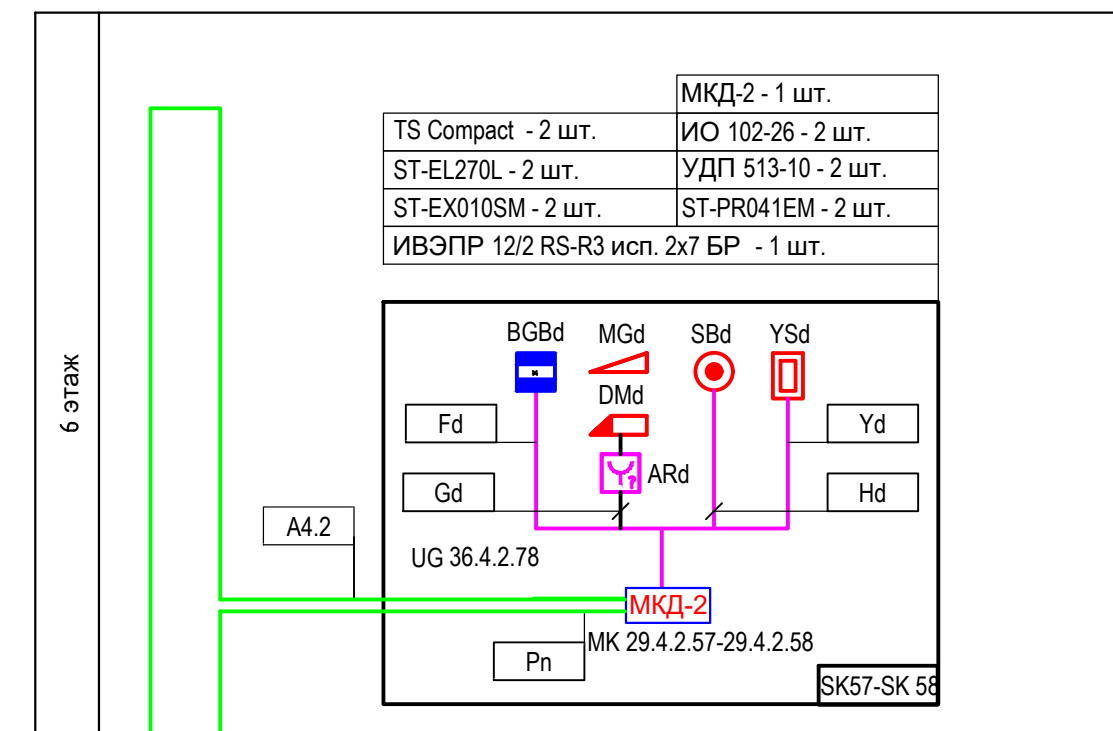 6 этаж
МКД-2 - 1 шт.
TS Compact - 2 шт.
ИО 102-26 - 2 шт.
ST-EL270L - 2 шт.
УДП 513-10 - 2 шт.
ST-EX010SM - 2 шт.
ST-PR041EM - 2 шт.
ИВЭПР 12/2 RS-R3 исп. 2х7 БР - 1 шт.
BGBd
MGd
SBd
YSd
DMd
Fd
Yd
ARd
Gd
Hd
A4.2
UG 36.4.2.78
МКД-2
MK 29.4.2.57-29.4.2.58
Pn
SK57-SK 58